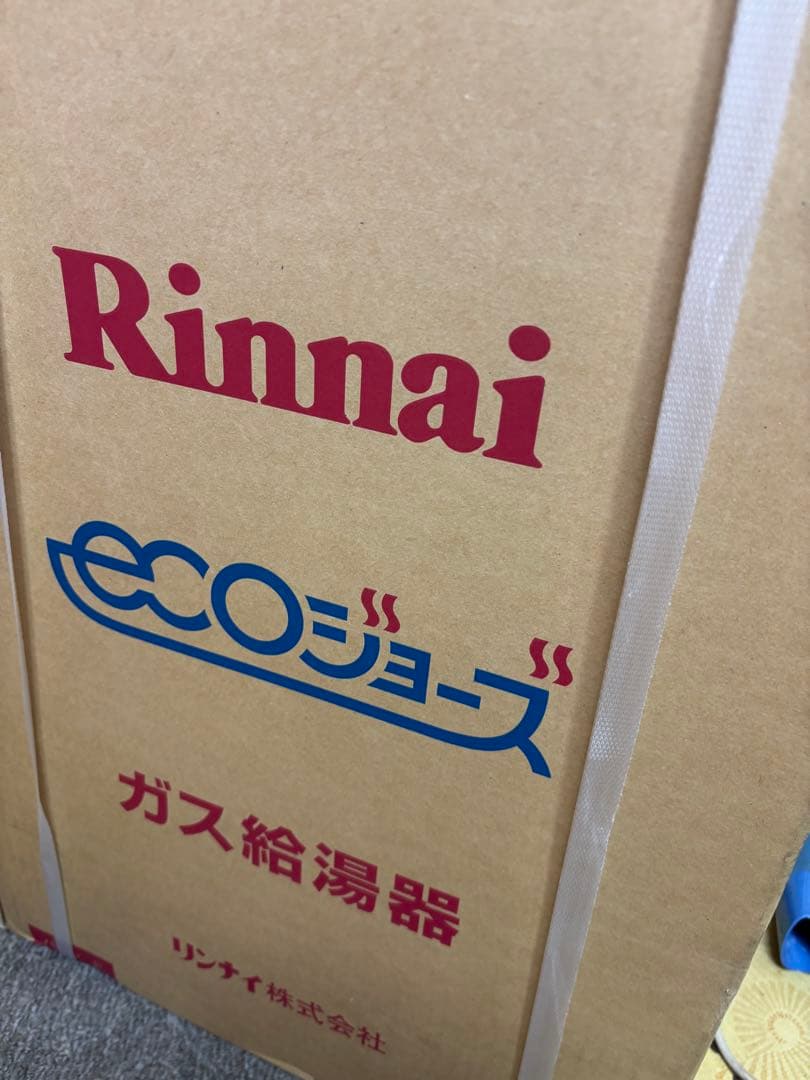 Rinnai
ecoジョーズ
ガス給湯器
リンナイ株式会社